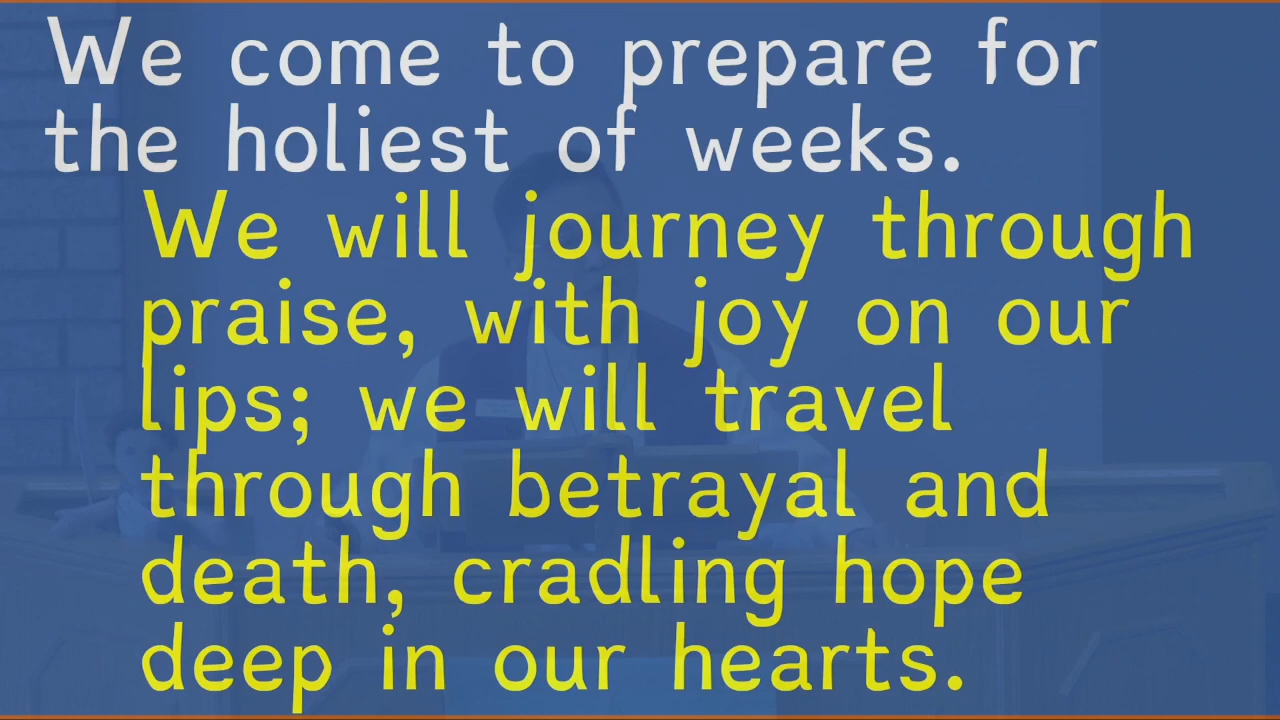 We come to prepare for
the holiest of weeks.
We will journey through
praise, with joy on our
lips; we will travel
through betrayal and
death, cradling hope
deep in our hearts.